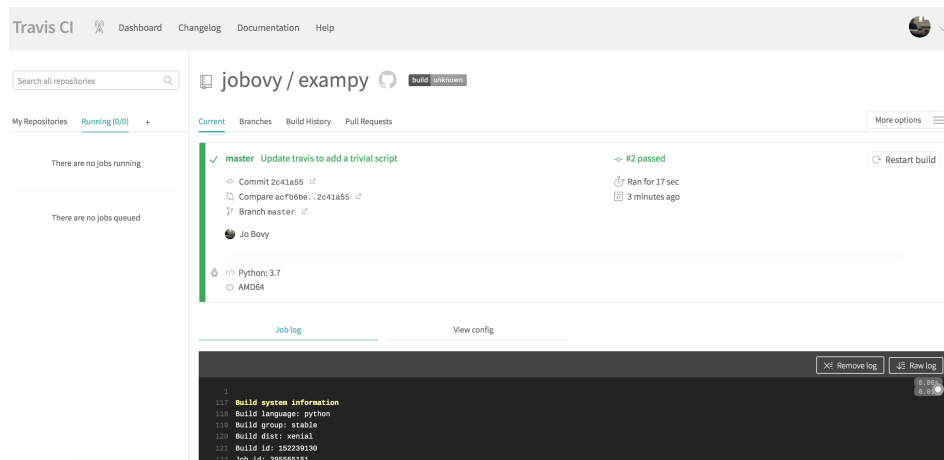 Travis CI Dashboard Changelog Documentation Help
Search all repositories
My Repositories Running (0/0) +
There are no jobs running
There are no jobs queued
jobovy / exampy build unknown
Current Branches Build History Pull Requests More options
master Update travis to add a trivial script
Commit 2c41a55
Compare acfb6be..2c41a55
Branch master
Jo Bovy
#2 passed
Ran for 17 sec
3 minutes ago
Restart build
Python: 3.7
AMD64
Job log View config
Remove log Raw log
1
117 Build system information
118 Build language: python
119 Build group: stable
120 Build dist: xenial
121 Build id: 152239130
122 Job id: 295565151